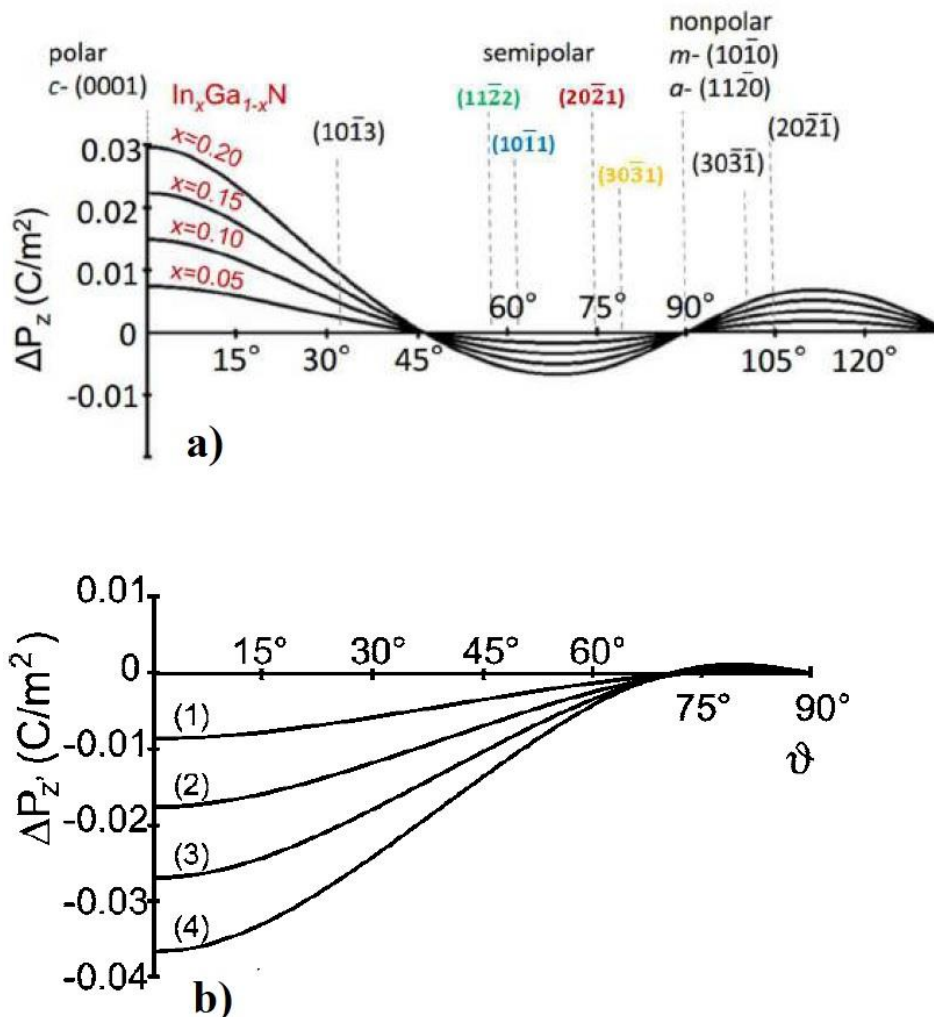 polar
c- (0001)
semipolar
nonpolar
m- (101̅0)
a- (112̅0)
InₓGa₁₋ₓN
(101̅3)
(112̅2)
(101̅1)
(202̅1)
(303̅1)
(303̅1̅)
(202̅1̅)
x=0.20
x=0.15
x=0.10
x=0.05
ΔP_z (C/m²)
0.03
0.02
0.01
0
-0.01
15°
30°
45°
60°
75°
90°
105°
120°
a)
ΔP_z' (C/m²)
0.01
0
-0.01
-0.02
-0.03
-0.04
15°
30°
45°
60°
75°
90°
ϑ
(1)
(2)
(3)
(4)
b)